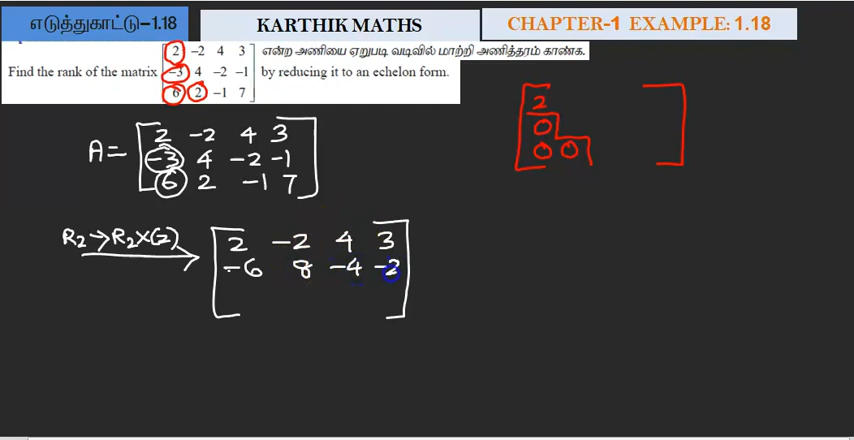 எடுத்துக்காட்டு–1.18
KARTHIK MATHS
CHAPTER-1 EXAMPLE: 1.18
2 −2 4 3 என்ற அணியை ஏறுபடி வடிவில் மாற்றி அணித்தரம் காண்க.
Find the rank of the matrix −3 4 −2 −1 by reducing it to an echelon form.
6 2 −1 7
2
0
0 0
2 −2 4 3
A= −3 4 −2 −1
6 2 −1 7
R2→R2×(2) 2 −2 4 3
−6 8 −4 −2